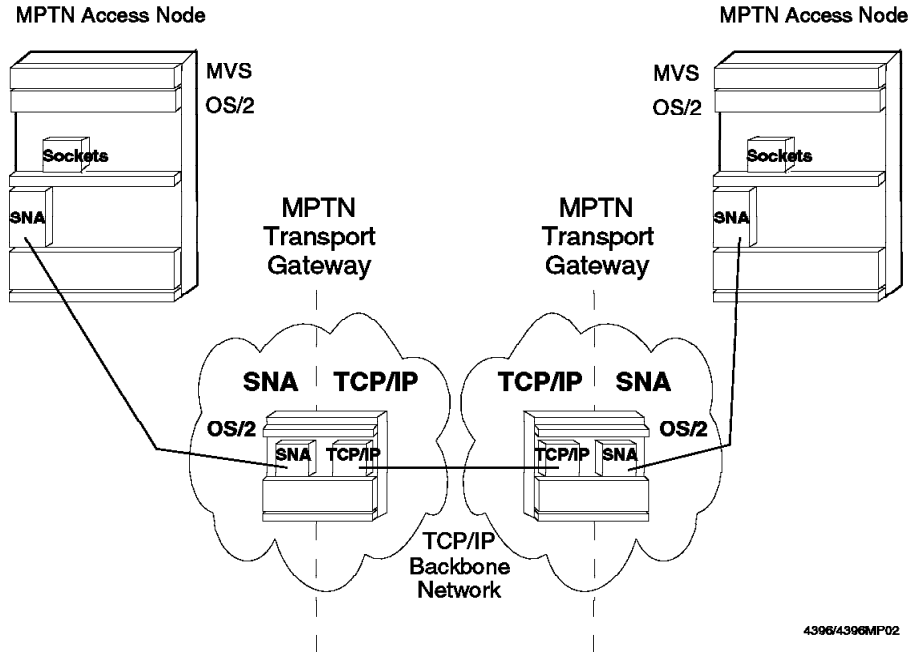 MPTN Access Node
MPTN Access Node
MVS
OS/2
Sockets
SNA
MVS
OS/2
Sockets
SNA
MPTN
Transport
Gateway
MPTN
Transport
Gateway
SNA
TCP/IP
TCP/IP
SNA
OS/2
SNA
TCP/IP
OS/2
TCP/IP
SNA
TCP/IP
Backbone
Network
4396/4396MP02